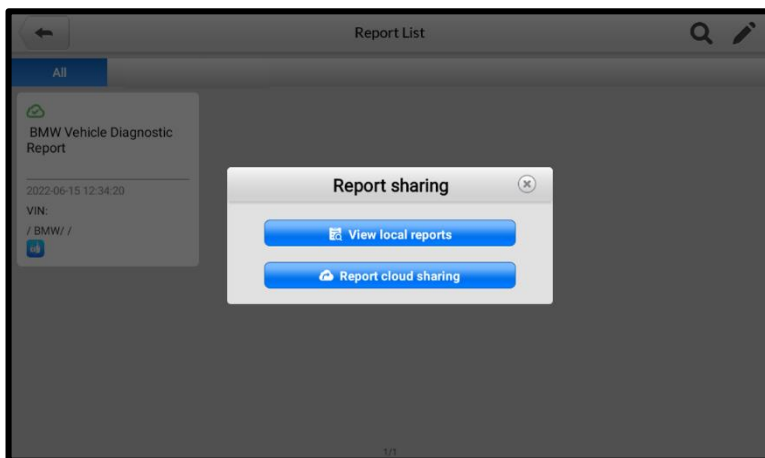 Report List
All
BMW Vehicle Diagnostic
Report
2022-06-15 12:34:20
VIN:
/ BMW/ /
Report sharing
View local reports
Report cloud sharing
1/1